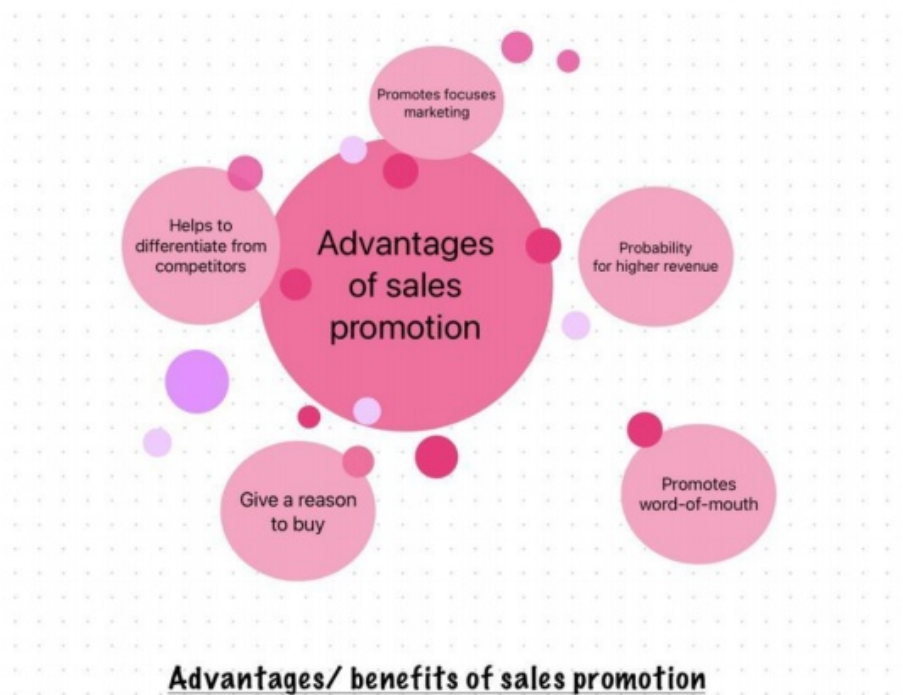 Promotes focuses
marketing
Helps to
differentiate from
competitors
Advantages
of sales
promotion
Probability
for higher revenue
Give a reason
to buy
Promotes
word-of-mouth
Advantages/ benefits of sales promotion